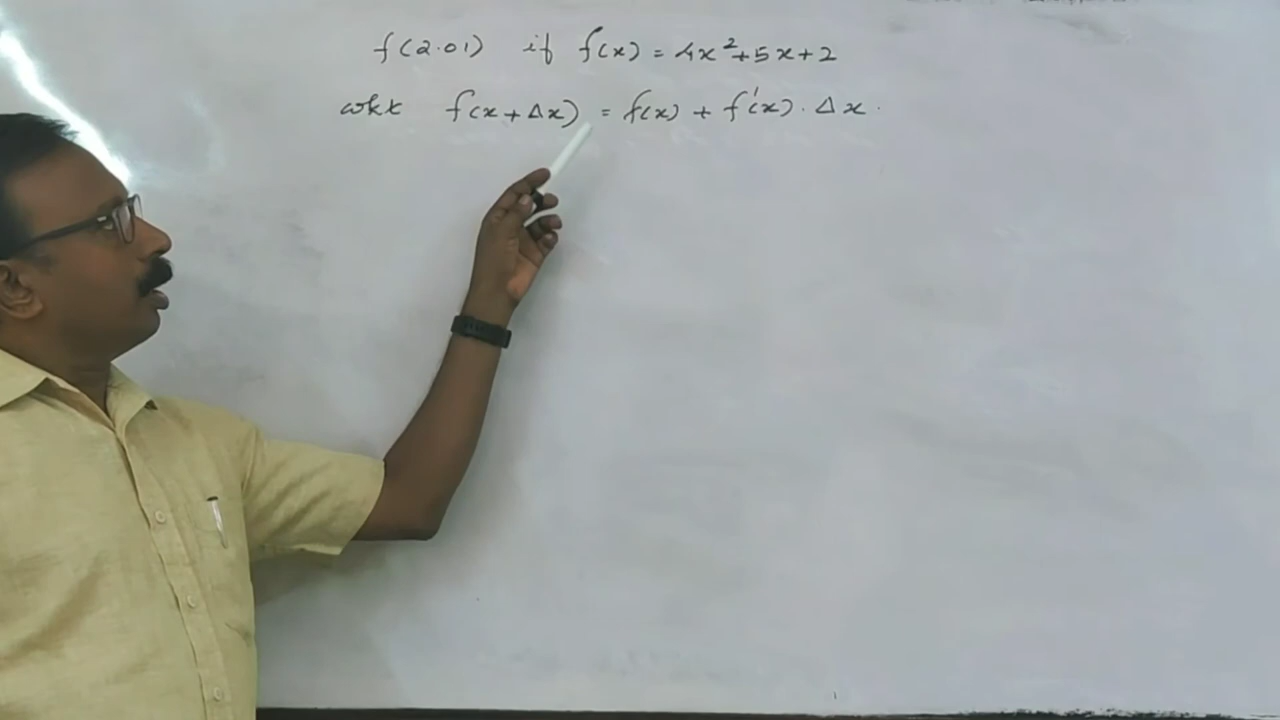 f(2.01) if f(x) = 4x²+5x+2
wkt f(x+Δx) = f(x) + f'(x). Δx.